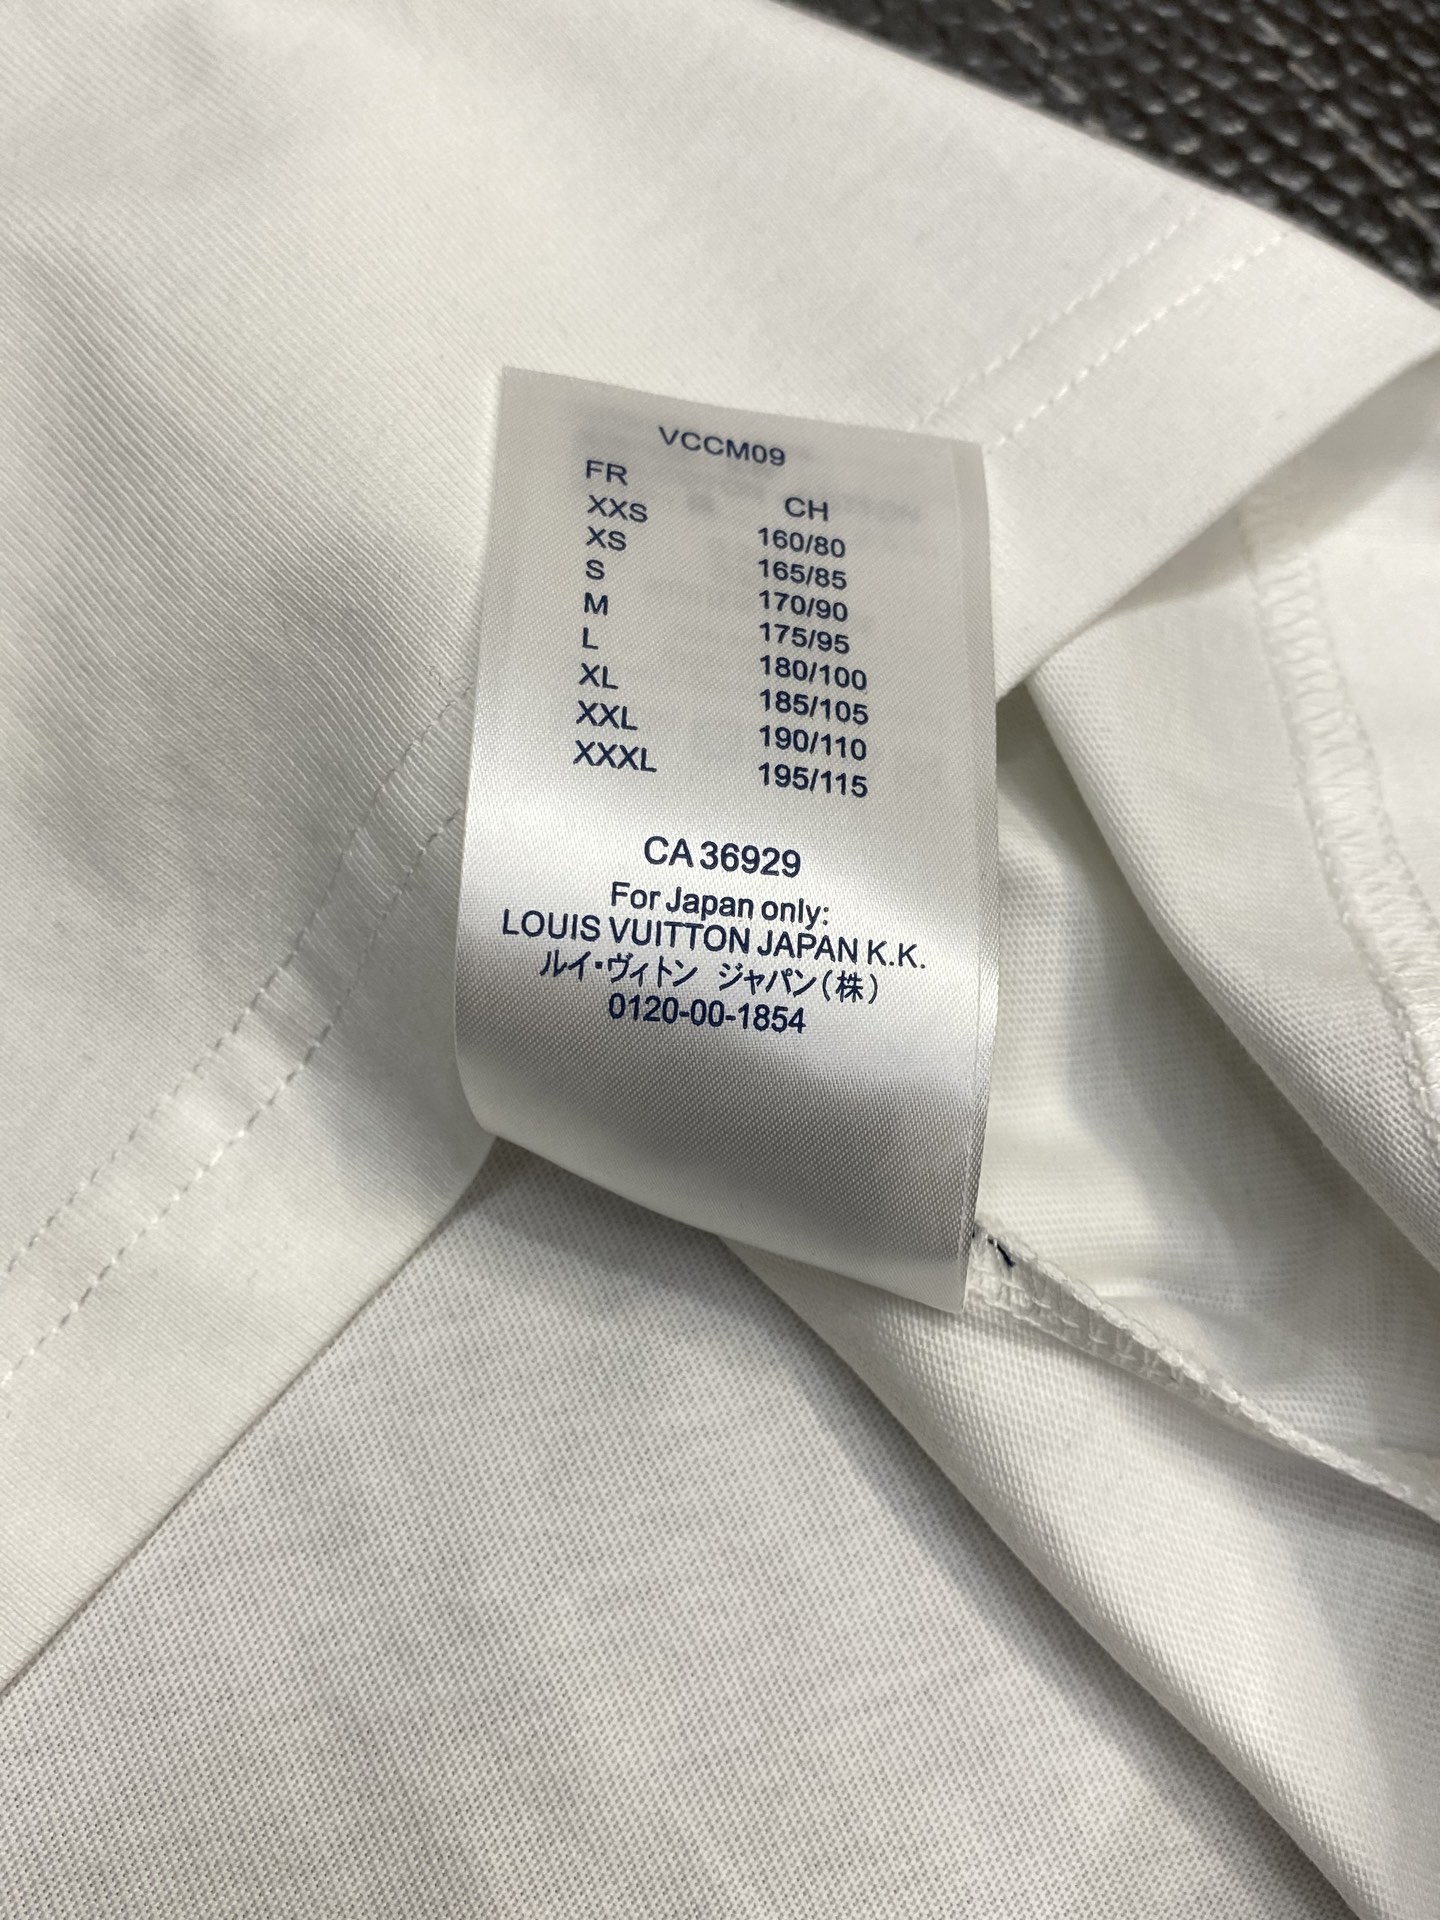 VCCM09
FR CH
XXS 160/80
XS 165/85
S 170/90
M 175/95
L 180/100
XL 185/105
XXL 190/110
XXXL 195/115
CA 36929
For Japan only:
LOUIS VUITTON JAPAN K.K.
ルイ・ヴィトン ジャパン(株)
0120-00-1854